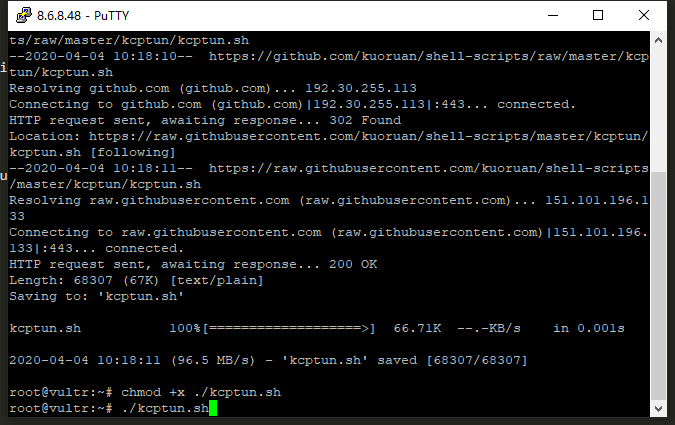 8.6.8.48 - PuTTY
ts/raw/master/kcptun/kcptun.sh
--2020-04-04 10:18:10--  https://github.com/kuoruan/shell-scripts/raw/master/kcp
tun/kcptun.sh
Resolving github.com (github.com)... 192.30.255.113
Connecting to github.com (github.com)|192.30.255.113|:443... connected.
HTTP request sent, awaiting response... 302 Found
Location: https://raw.githubusercontent.com/kuoruan/shell-scripts/master/kcptun/
kcptun.sh [following]
--2020-04-04 10:18:11--  https://raw.githubusercontent.com/kuoruan/shell-scripts
/master/kcptun/kcptun.sh
Resolving raw.githubusercontent.com (raw.githubusercontent.com)... 151.101.196.1
33
Connecting to raw.githubusercontent.com (raw.githubusercontent.com)|151.101.196.
133|:443... connected.
HTTP request sent, awaiting response... 200 OK
Length: 68307 (67K) [text/plain]
Saving to: 'kcptun.sh'
kcptun.sh           100%[===================>]  66.71K  --.-KB/s    in 0.001s
2020-04-04 10:18:11 (96.5 MB/s) - 'kcptun.sh' saved [68307/68307]
root@vultr:~# chmod +x ./kcptun.sh
root@vultr:~# ./kcptun.sh
i
u